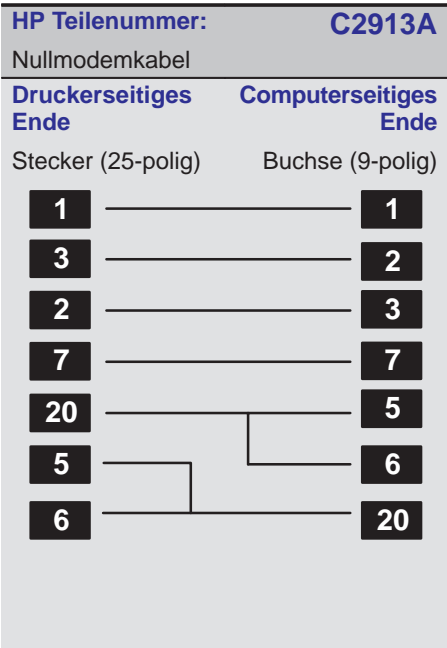 HP Teilenummer: C2913A
Nullmodemkabel
Druckerseitiges Computerseitiges
Ende Ende
Stecker (25-polig) Buchse (9-polig)
1 1
3 2
2 3
7 7
20 5
5 6
6 20